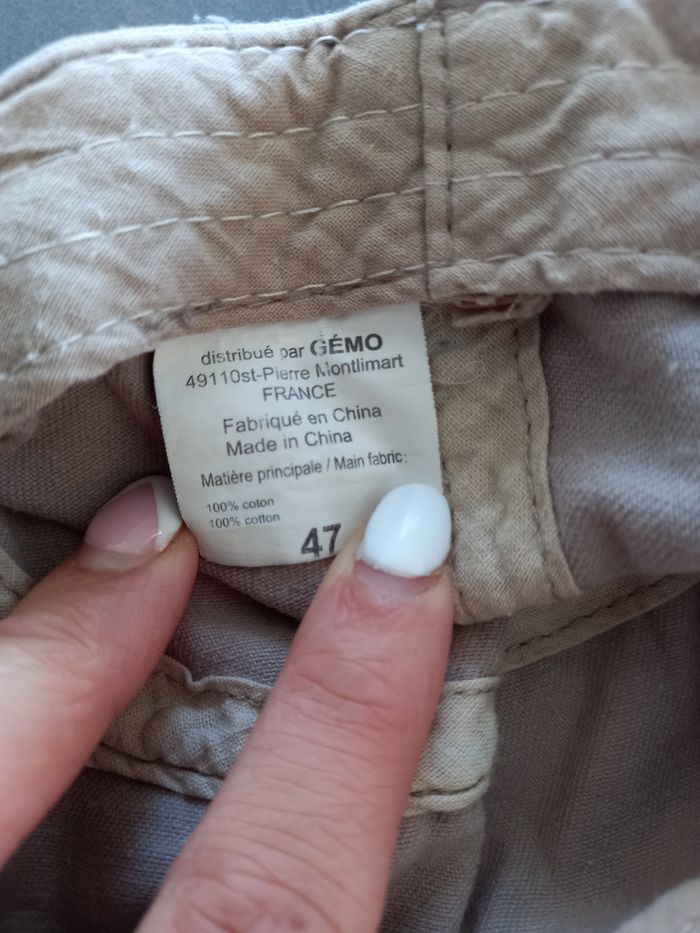 distribué par GÉMO
49110st-Pierre Montlimart
FRANCE
Fabriqué en China
Made in China
Matière principale / Main fabric:
100% coton
100% cotton
47